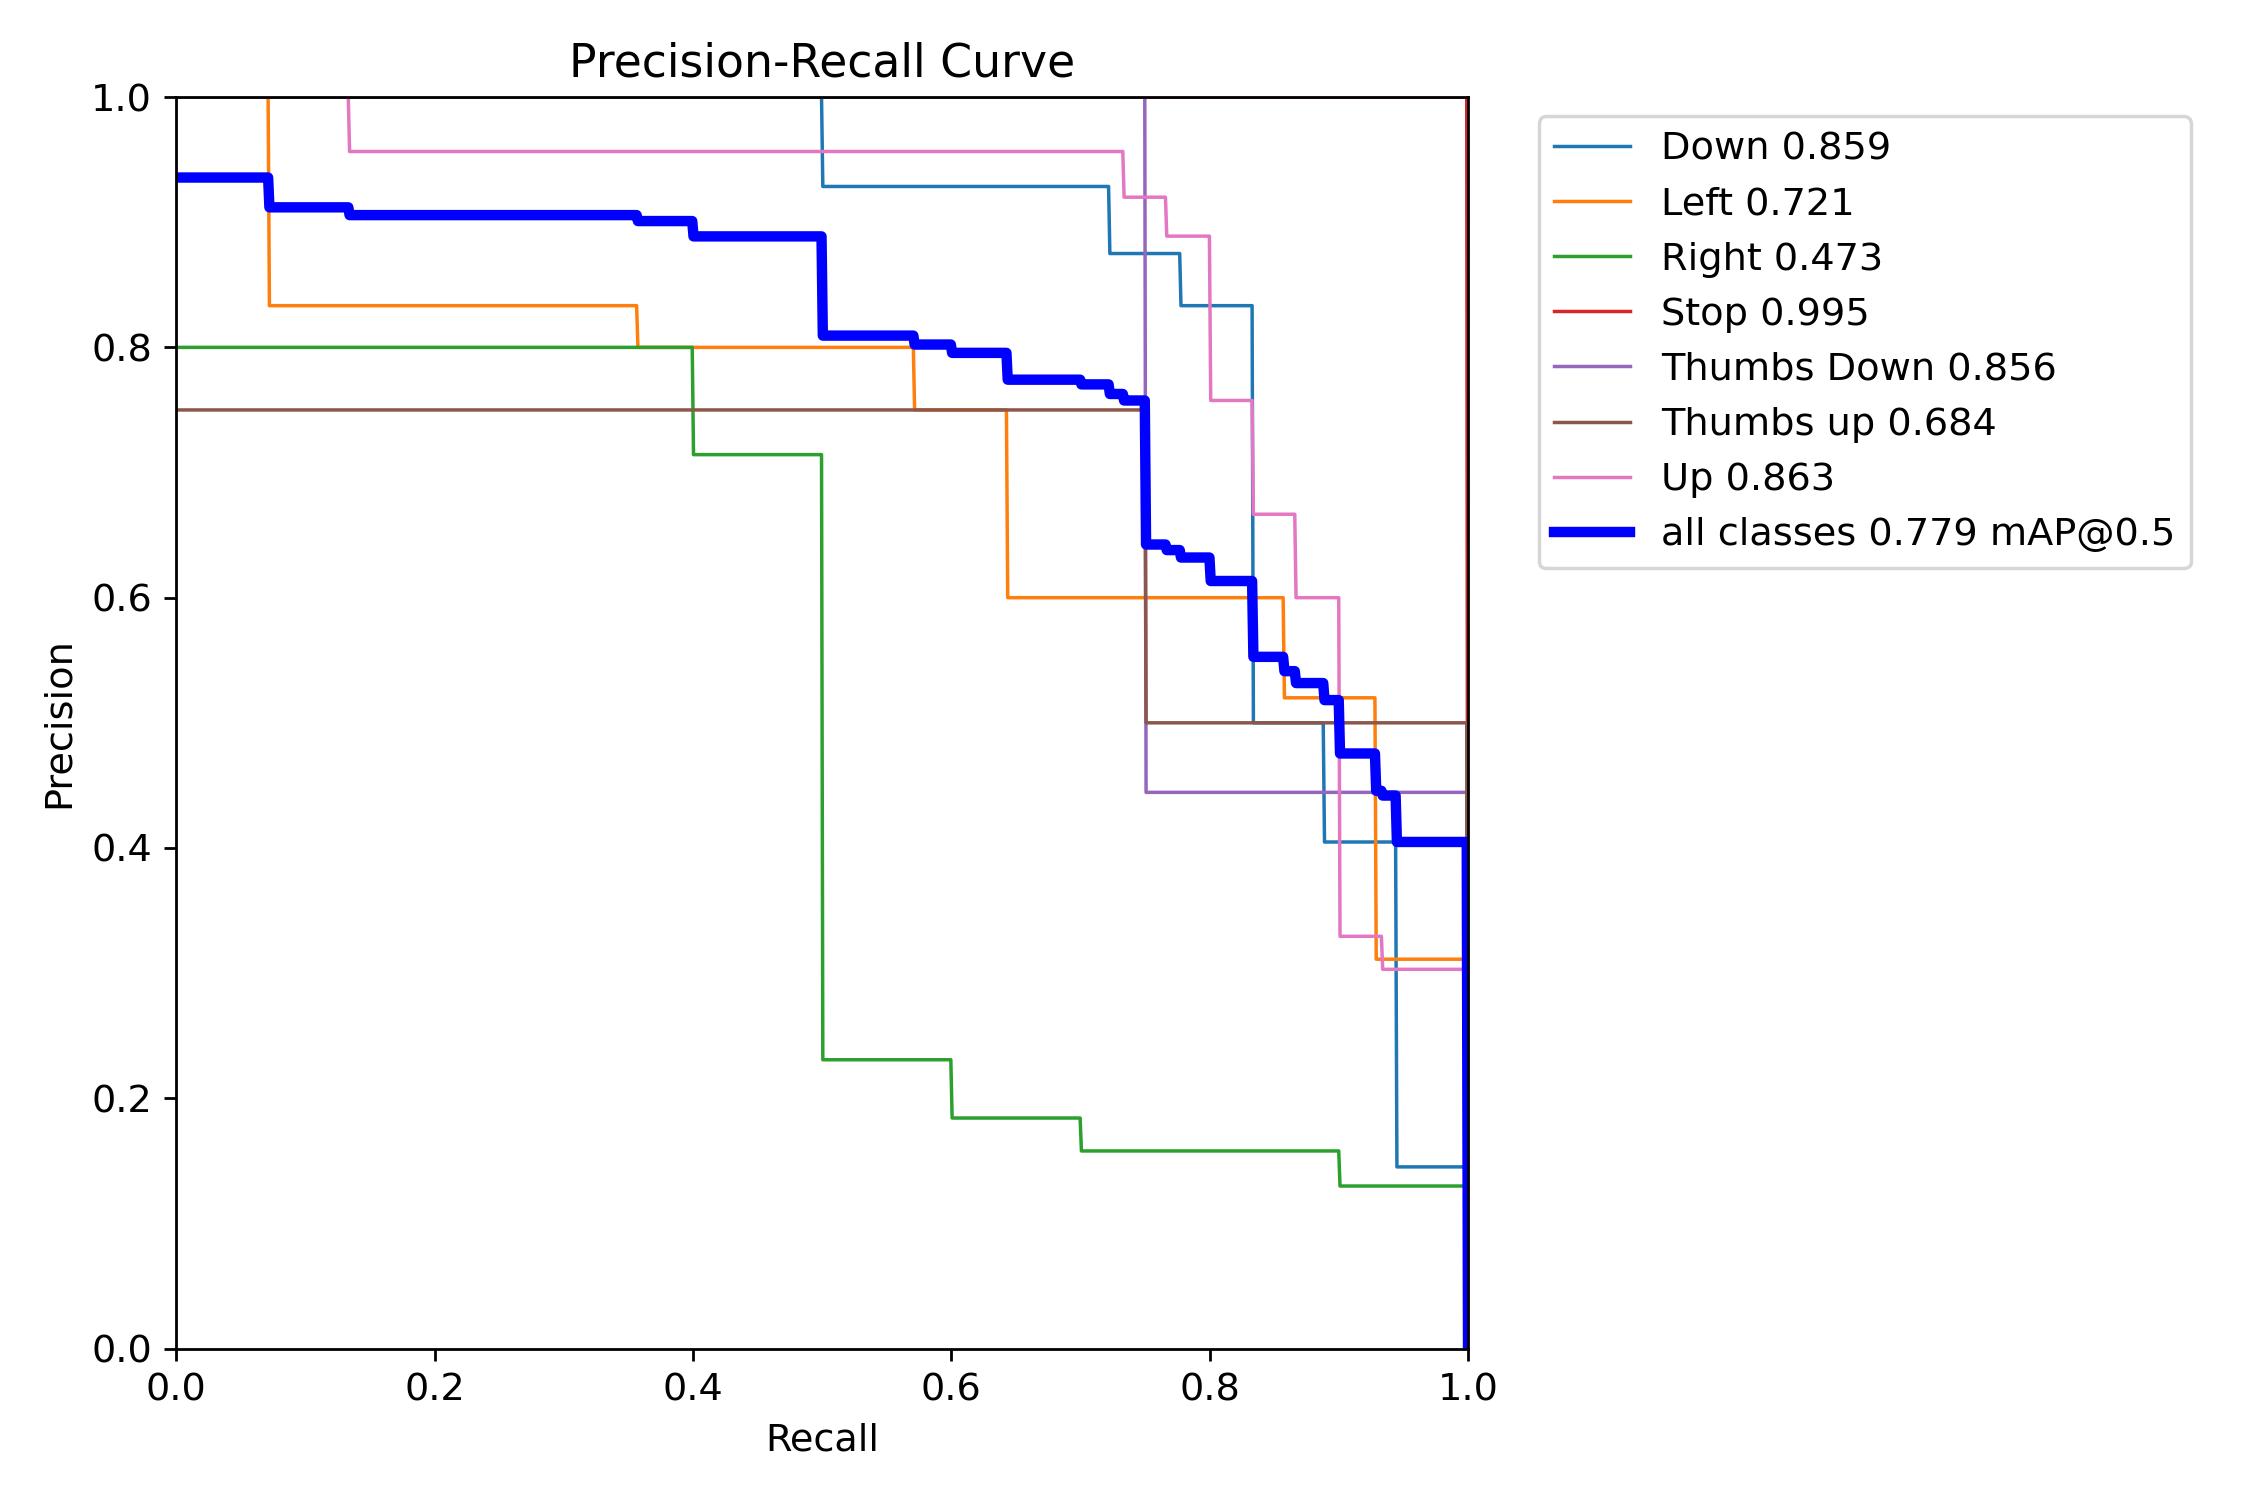 Precision-Recall Curve
1.0
0.8
0.6
0.4
0.2
0.0
Precision
0.0 0.2 0.4 0.6 0.8 1.0
Recall
Down 0.859
Left 0.721
Right 0.473
Stop 0.995
Thumbs Down 0.856
Thumbs up 0.684
Up 0.863
all classes 0.779 mAP@0.5